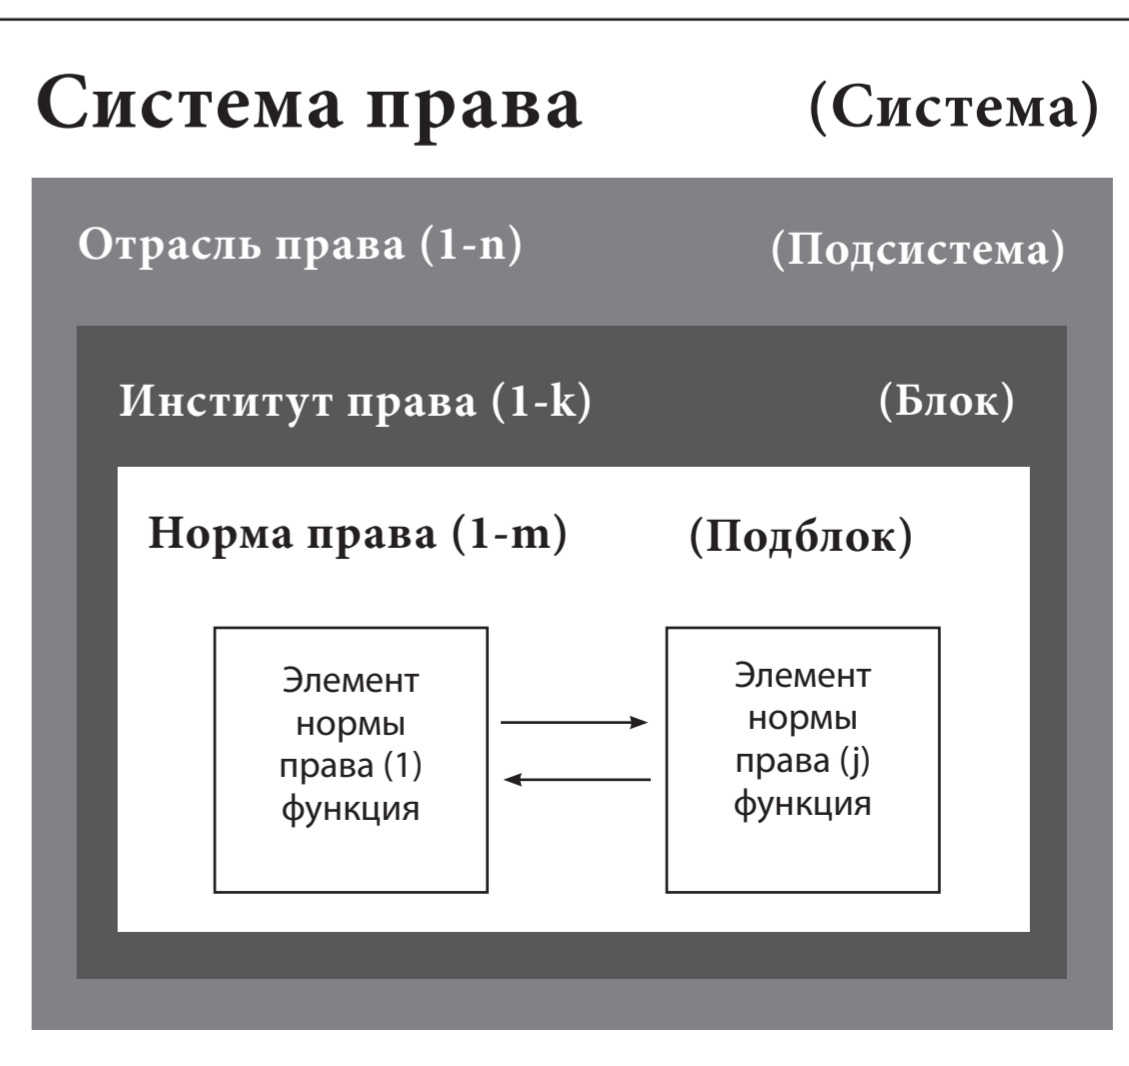 Система права (Система)
Отрасль права (1-n) (Подсистема)
Институт права (1-k) (Блок)
Норма права (1-m) (Подблок)
Элемент
нормы
права (1)
функция
Элемент
нормы
права (j)
функция